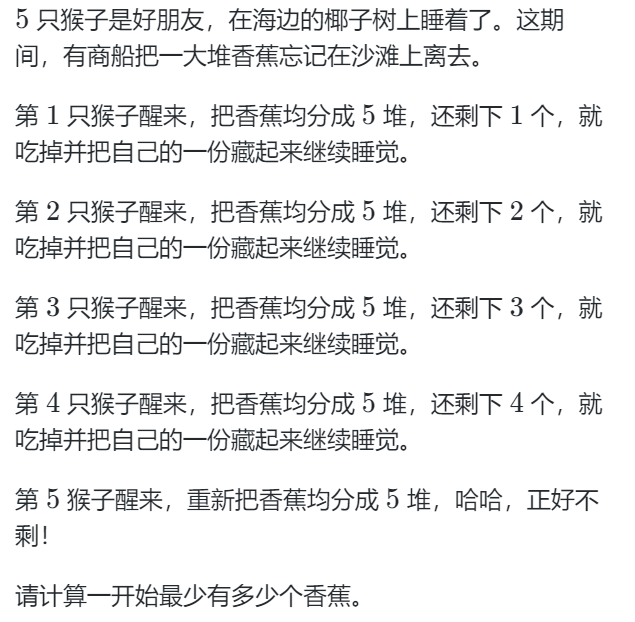 5 只猴子是好朋友，在海边的椰子树上睡着了。这期
间，有商船把一大堆香蕉忘记在沙滩上离去。
第 1 只猴子醒来，把香蕉均分成 5 堆，还剩下 1 个，就
吃掉并把自己的一份藏起来继续睡觉。
第 2 只猴子醒来，把香蕉均分成 5 堆，还剩下 2 个，就
吃掉并把自己的一份藏起来继续睡觉。
第 3 只猴子醒来，把香蕉均分成 5 堆，还剩下 3 个，就
吃掉并把自己的一份藏起来继续睡觉。
第 4 只猴子醒来，把香蕉均分成 5 堆，还剩下 4 个，就
吃掉并把自己的一份藏起来继续睡觉。
第 5 猴子醒来，重新把香蕉均分成 5 堆，哈哈，正好不
剩！
请计算一开始最少有多少个香蕉。